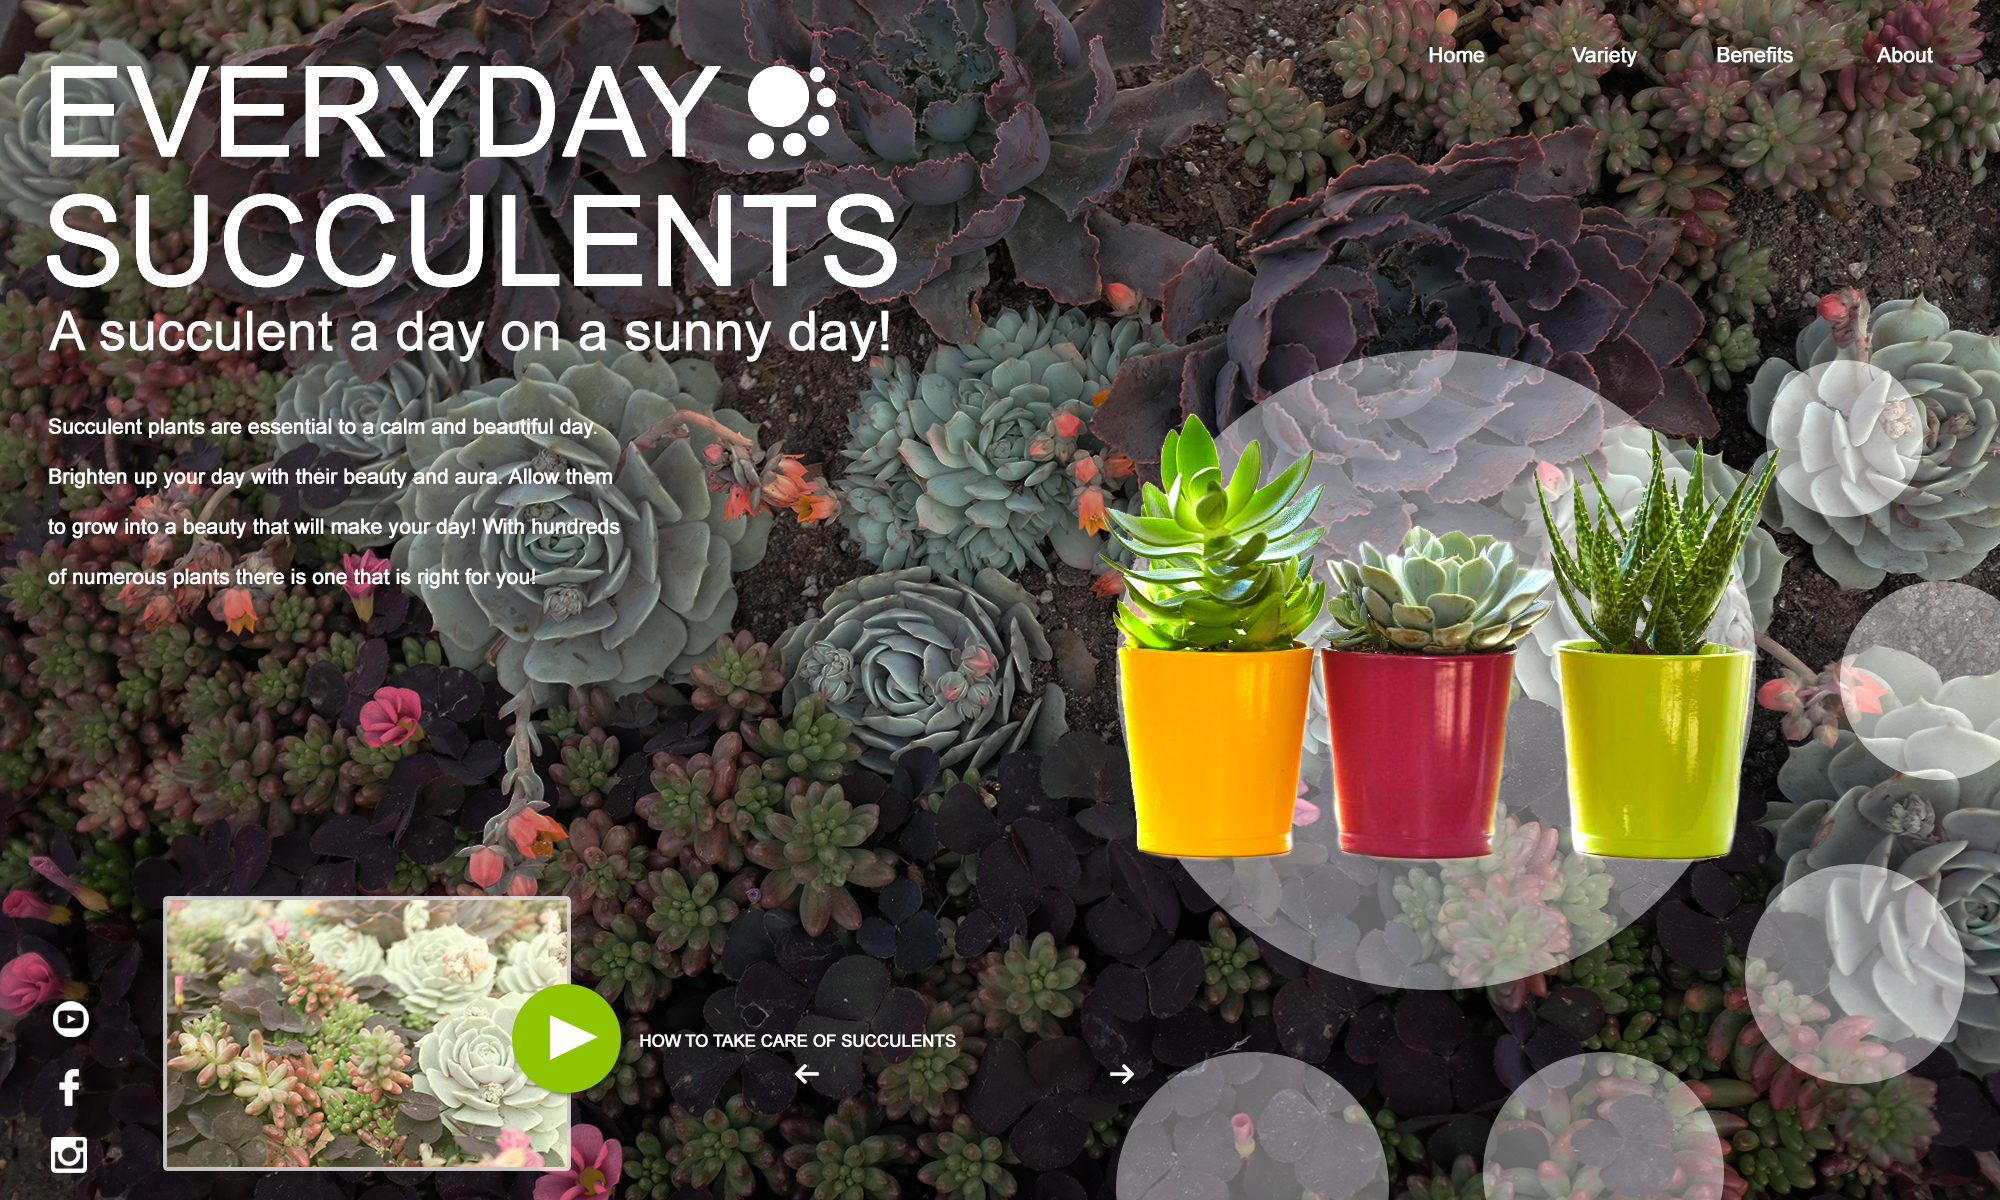 Home Variety Benefits About
EVERYDAY
SUCCULENTS
A succulent a day on a sunny day!
Succulent plants are essential to a calm and beautiful day.
Brighten up your day with their beauty and aura. Allow them
to grow into a beauty that will make your day! With hundreds
of numerous plants there is one that is right for you!
HOW TO TAKE CARE OF SUCCULENTS